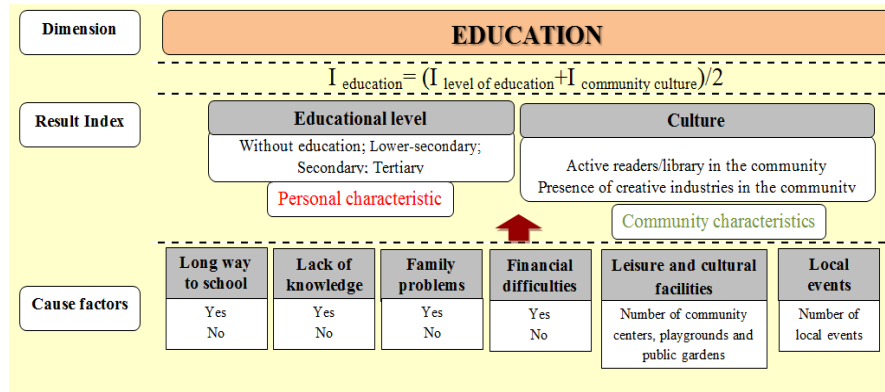 Dimension
EDUCATION
I education= (I level of education+I community culture)/2
Result Index
Educational level
Without education; Lower-secondary;
Secondary; Tertiary
Personal characteristic
Culture
Active readers/library in the community
Presence of creative industries in the community
Community characteristics
Cause factors
Long way
to school
Yes
No
Lack of
knowledge
Yes
No
Family
problems
Yes
No
Financial
difficulties
Yes
No
Leisure and cultural
facilities
Number of community
centers, playgrounds and
public gardens
Local
events
Number of
local events